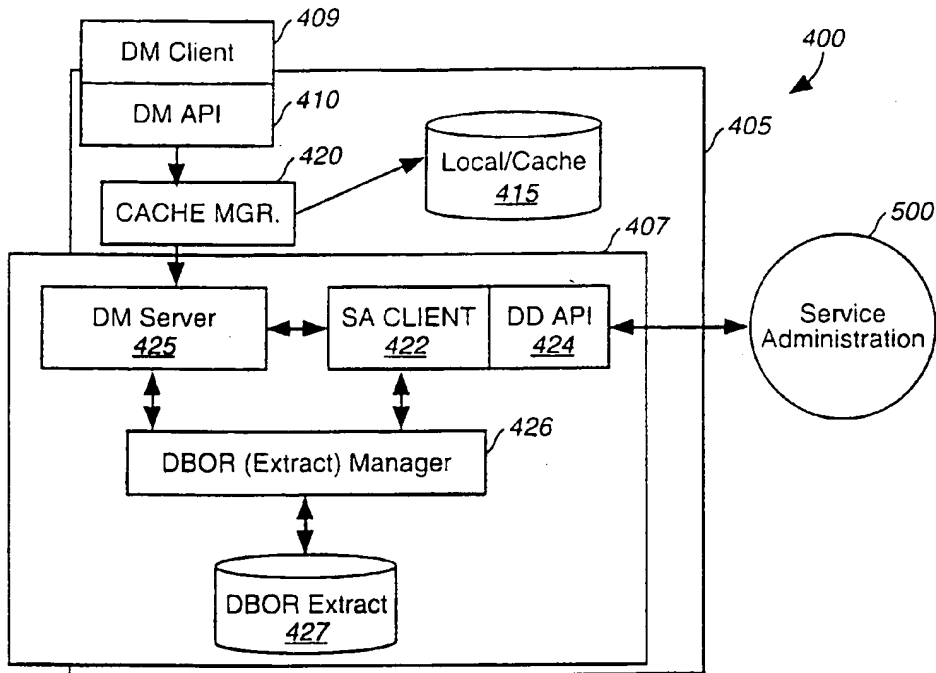 409
DM Client
400
DM API
410
405
420
Local/Cache
415
CACHE MGR.
407
500
DM Server
425
SA CLIENT
422
DD API
424
Service
Administration
426
DBOR (Extract) Manager
DBOR Extract
427